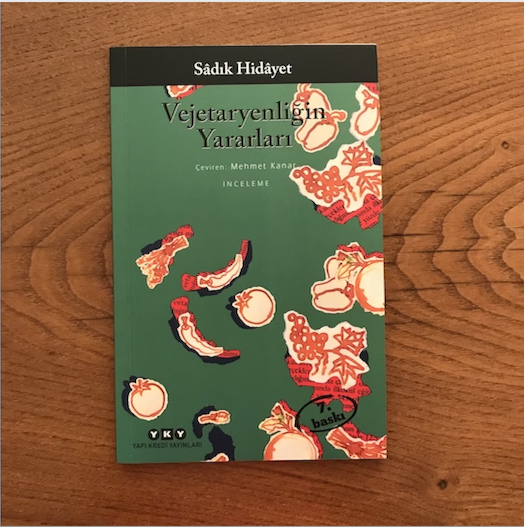 Sâdık Hidâyet
Vejetaryenliğin
Yararları
Çeviren: Mehmet Kanar
İNCELEME
7.
baskı
YKY
YAPI KREDİ YAYINLARI